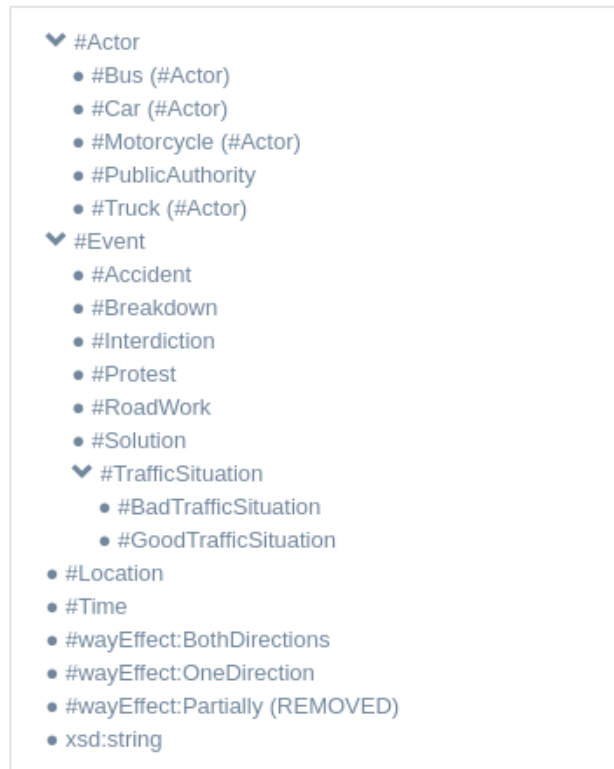 #Actor
#Bus (#Actor)
#Car (#Actor)
#Motorcycle (#Actor)
#PublicAuthority
#Truck (#Actor)
#Event
#Accident
#Breakdown
#Interdiction
#Protest
#RoadWork
#Solution
#TrafficSituation
#BadTrafficSituation
#GoodTrafficSituation
#Location
#Time
#wayEffect:BothDirections
#wayEffect:OneDirection
#wayEffect:Partially (REMOVED)
xsd:string